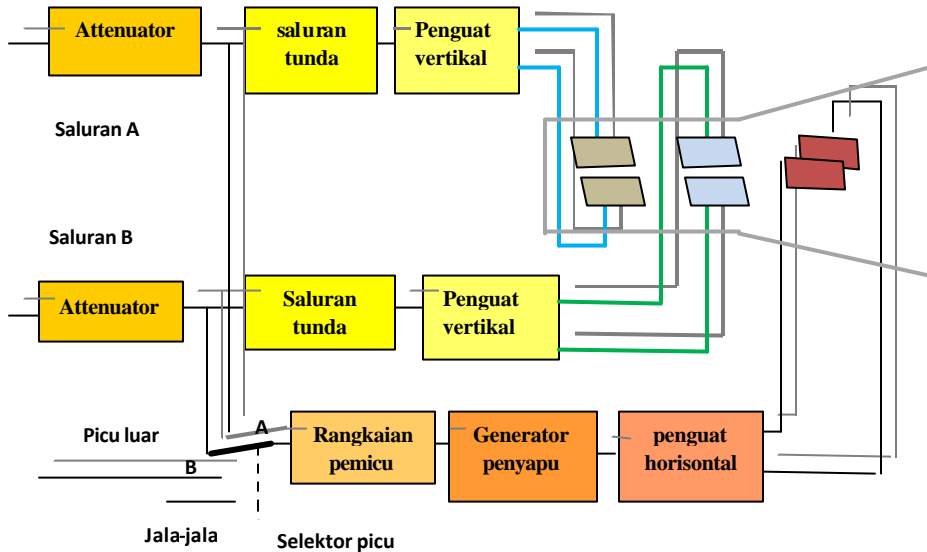 Attenuator
saluran
tunda
Penguat
vertikal
Saluran A
Saluran B
Attenuator
Saluran
tunda
Penguat
vertikal
Picu luar
A
B
Rangkaian
pemicu
Generator
penyapu
penguat
horisontal
Jala-jala
Selektor picu